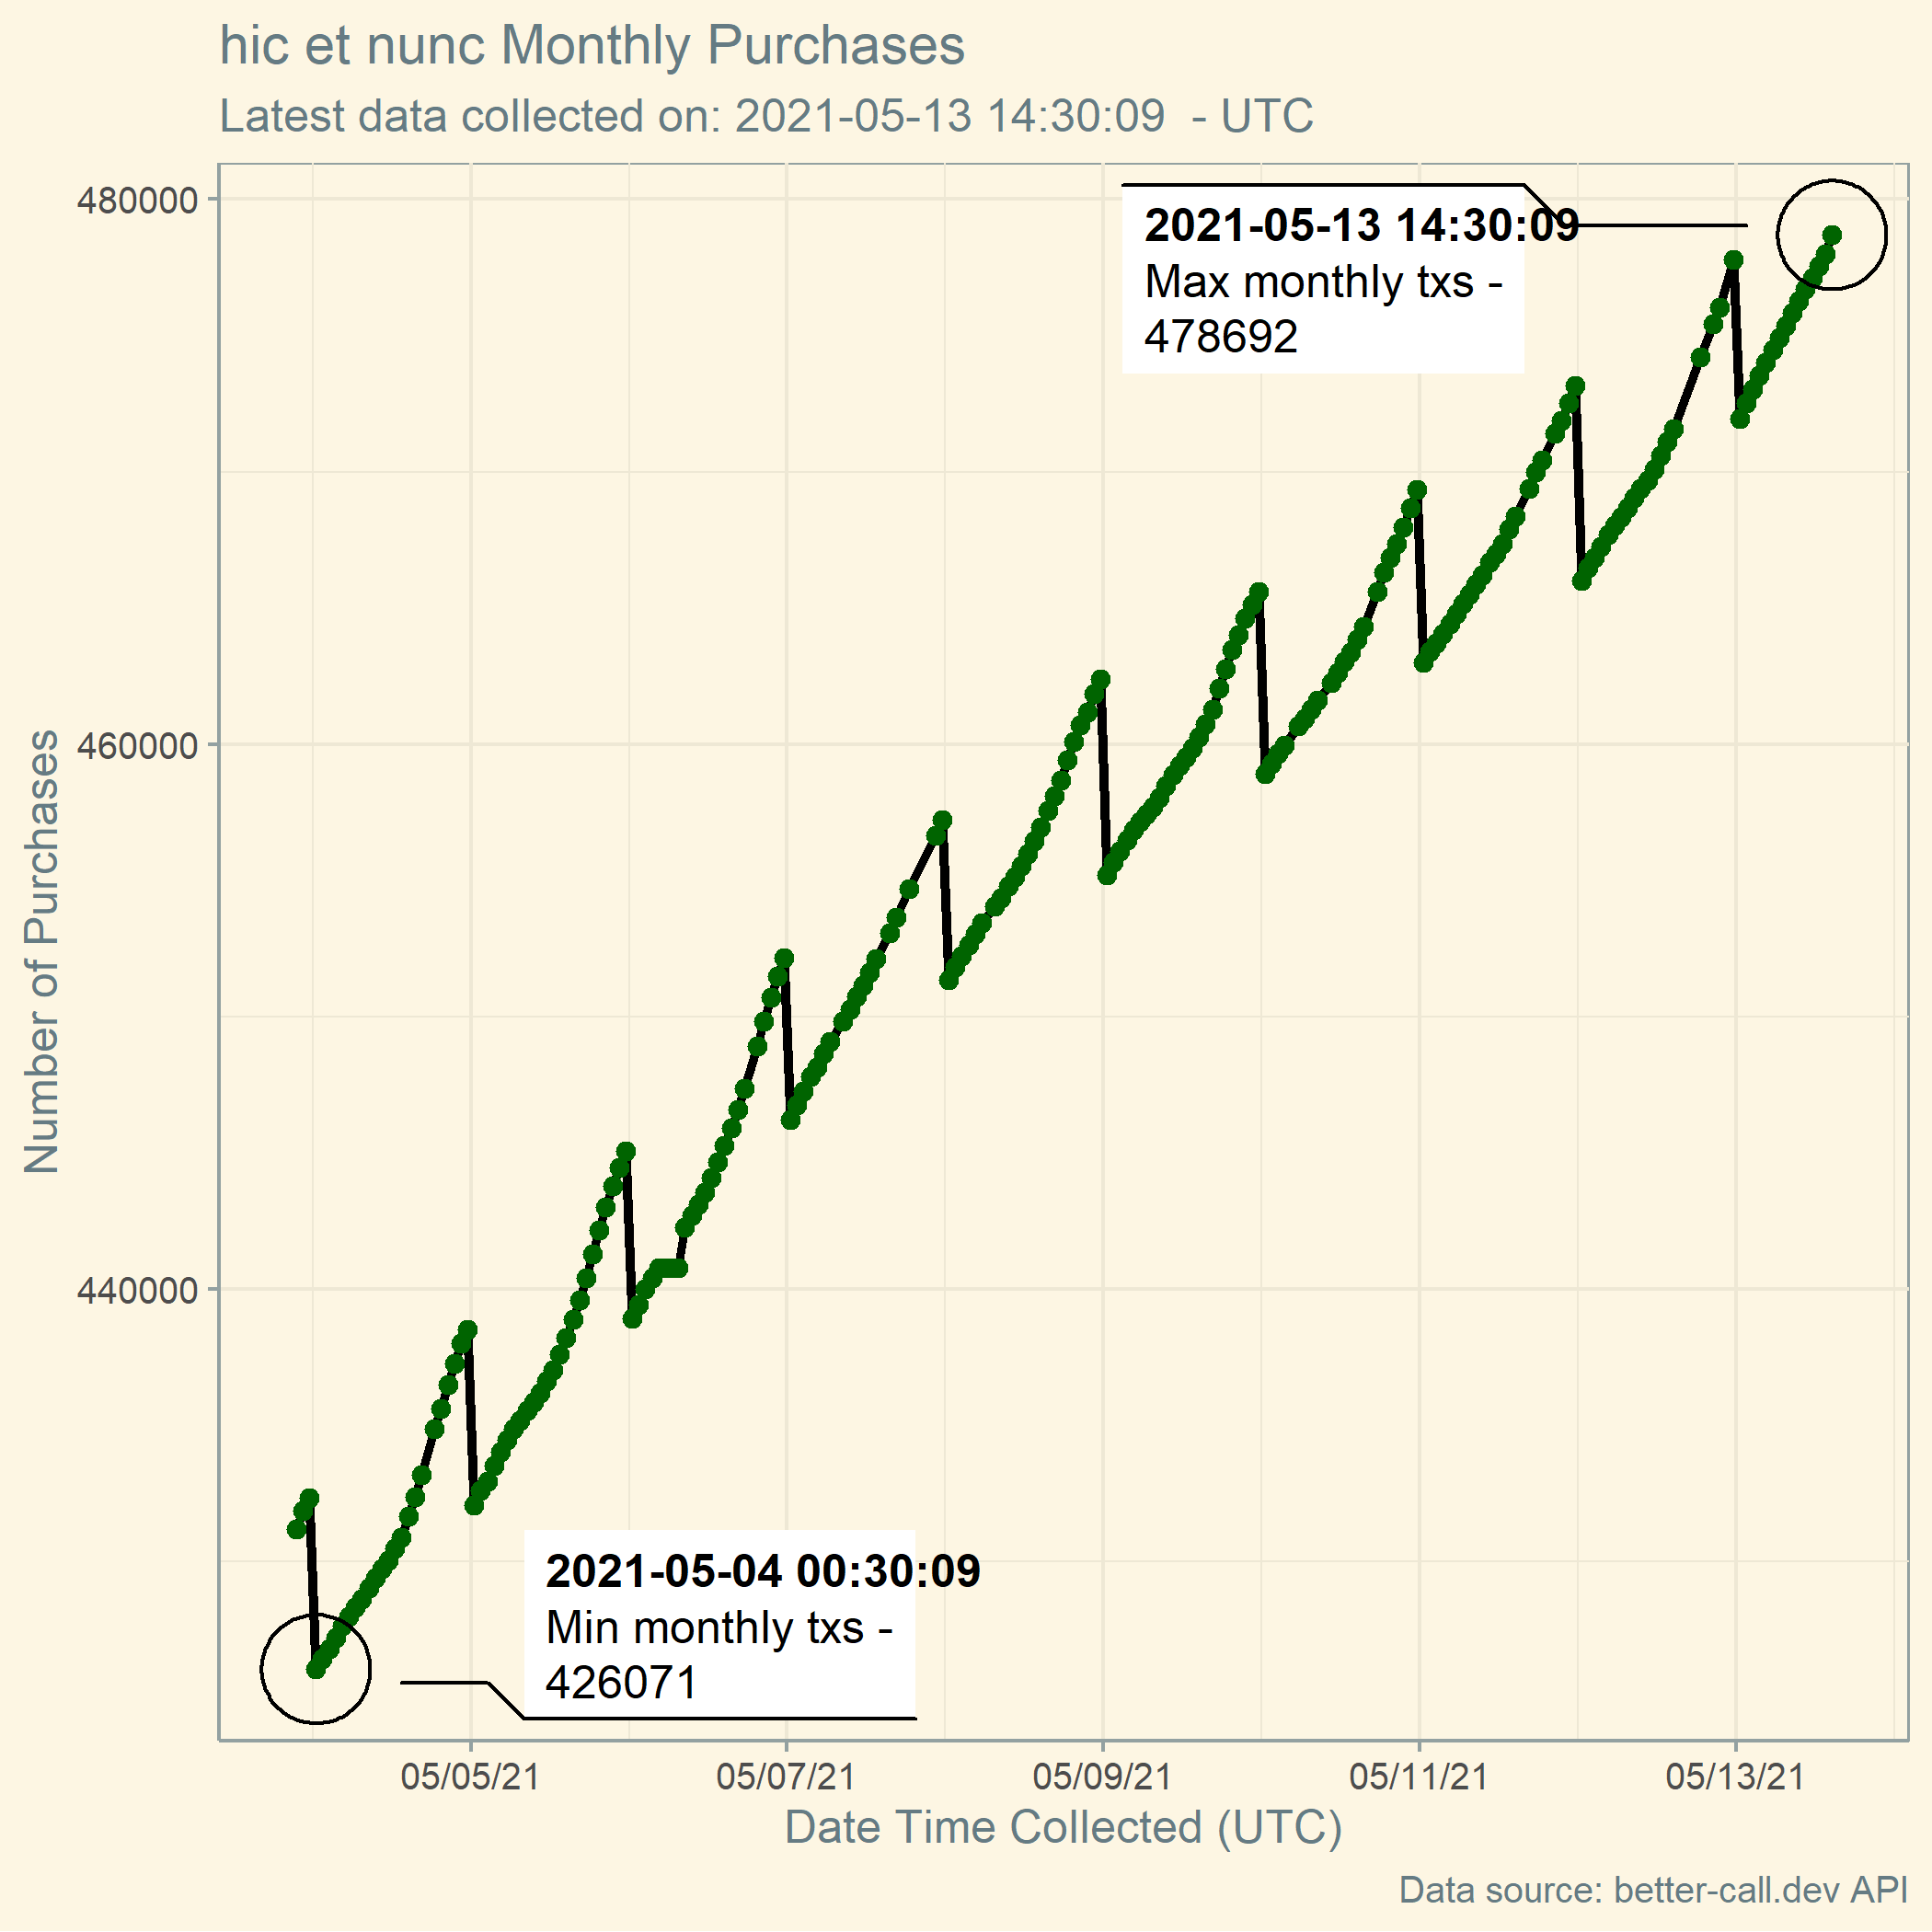 hic et nunc Monthly Purchases
Latest data collected on: 2021-05-13 14:30:09  - UTC
480000
2021-05-13 14:30:09
Max monthly txs -
478692
460000
Number of Purchases
440000
2021-05-04 00:30:09
Min monthly txs -
426071
05/05/21 05/07/21 05/09/21 05/11/21 05/13/21
Date Time Collected (UTC)
Data source: better-call.dev API